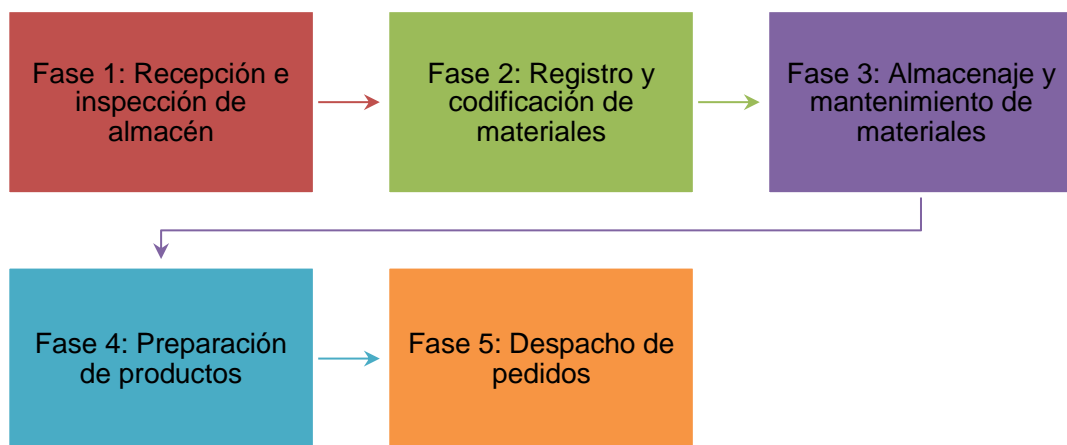 Fase 1: Recepción e
inspección de
almacén
Fase 2: Registro y
codificación de
materiales
Fase 3: Almacenaje y
mantenimiento de
materiales
Fase 4: Preparación
de productos
Fase 5: Despacho de
pedidos